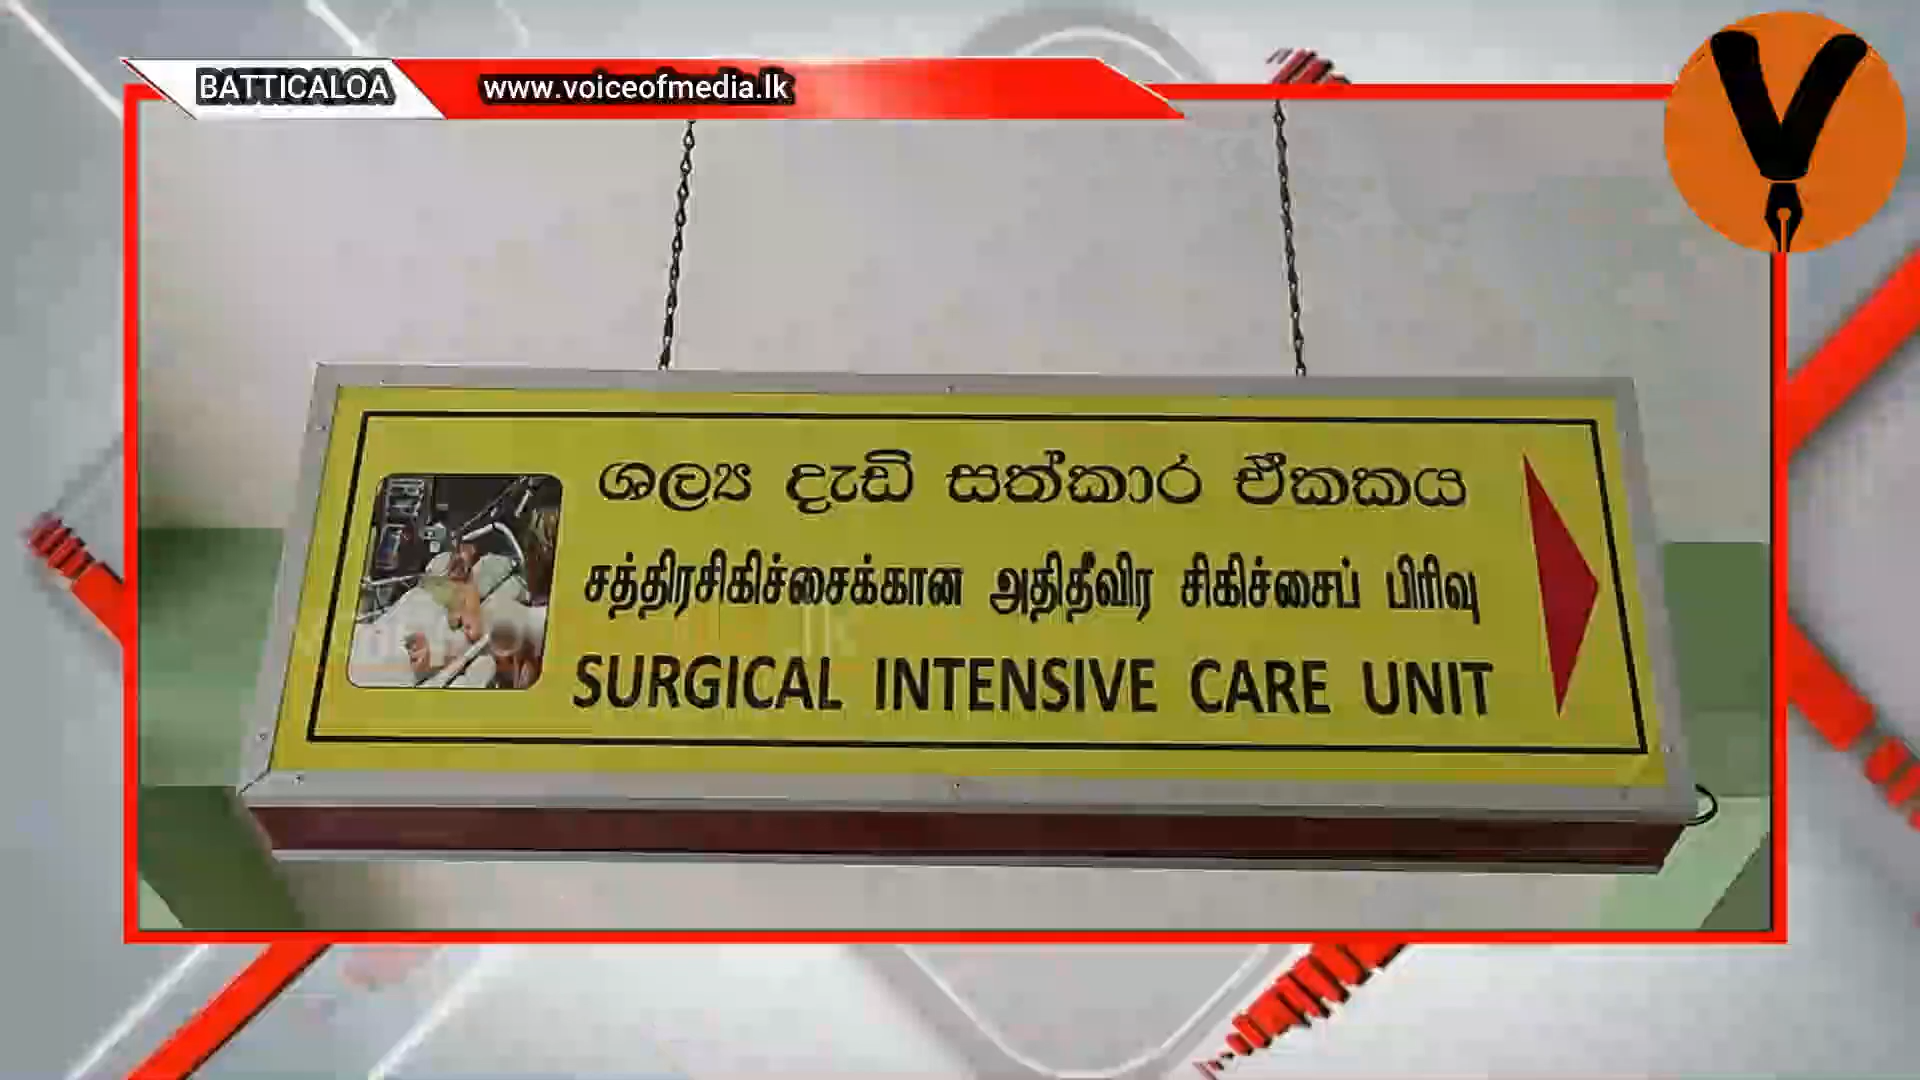 BATTICALOA
www.voiceofmedia.lk
ශල්‍ය දැඩි සත්කාර ඒකකය
சத்திரசிகிச்சைக்கான அதிதீவிர சிகிச்சைப் பிரிவு
SURGICAL INTENSIVE CARE UNIT